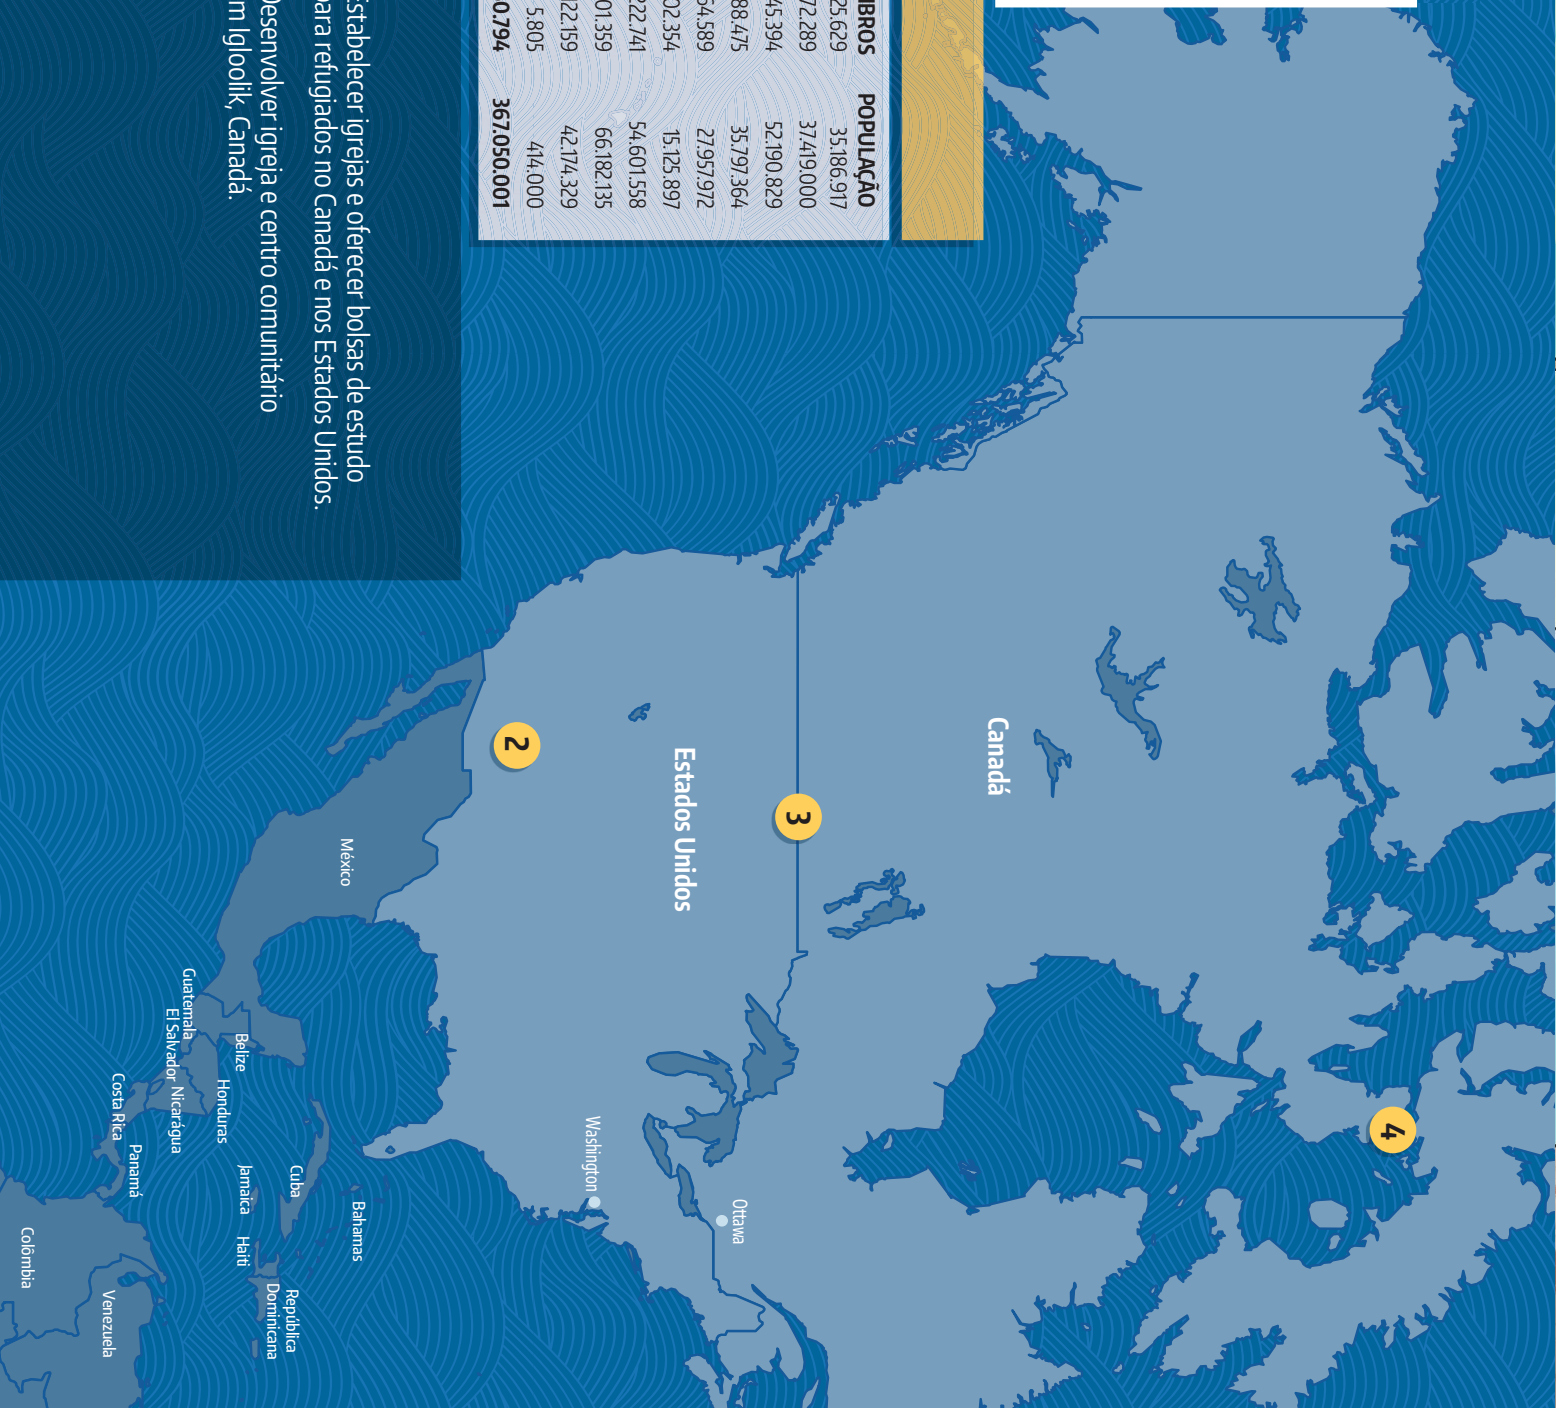 4
Canadá
3
BROS POPULAÇÃO
25.629 35.186.917
72.289 37.419.000
45.394 52.190.829
88.475 35.797.364
64.589 27.957.972
02.354 15.125.897
222.741 54.601.558
01.359 66.182.135
122.159 42.174.329
5.805 414.000
0.794 367.050.001
Ottawa
Estados Unidos
Washington
2
stabelecer igrejas e oferecer bolsas de estudo
para refugiados no Canadá e nos Estados Unidos.
Desenvolver igreja e centro comunitário
m Igloolik, Canadá.
México
Bahamas
Cuba
República
Dominicana
Belize
Jamaica
Haiti
Honduras
Guatemala
El Salvador
Nicarágua
Panamá
Costa Rica
Venezuela
Colômbia